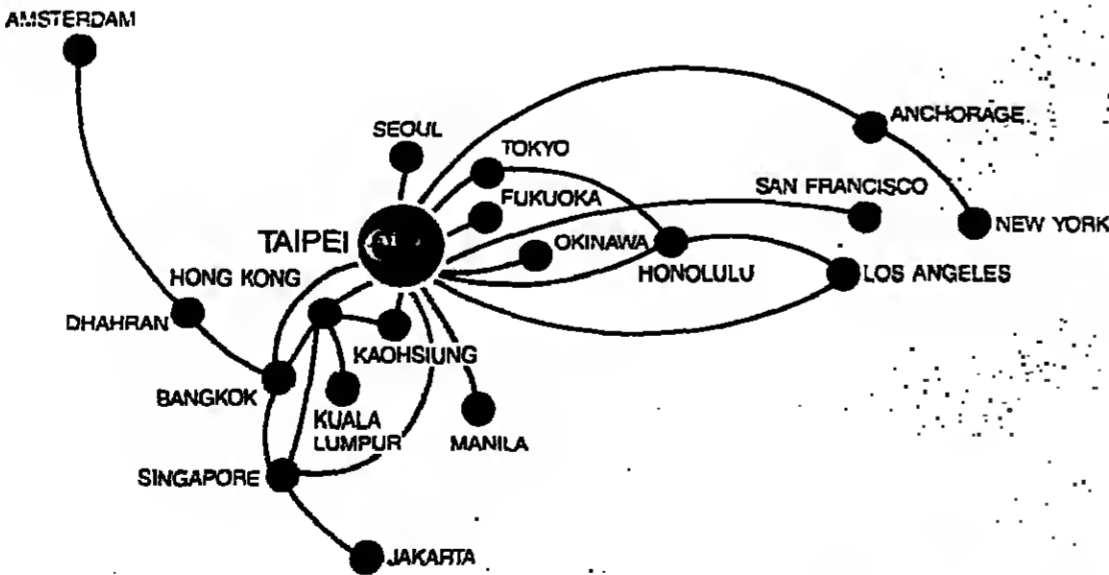 AMSTERDAM
ANCHORAGE
SEOUL
TOKYO
SAN FRANCISCO
FUKUOKA
NEW YORK
TAIPEI
OKINAWA
HONG KONG
HONOLULU
LOS ANGELES
DHAHRAN
KAOHSIUNG
BANGKOK
KUALA
LUMPUR
MANILA
SINGAPORE
JAKARTA